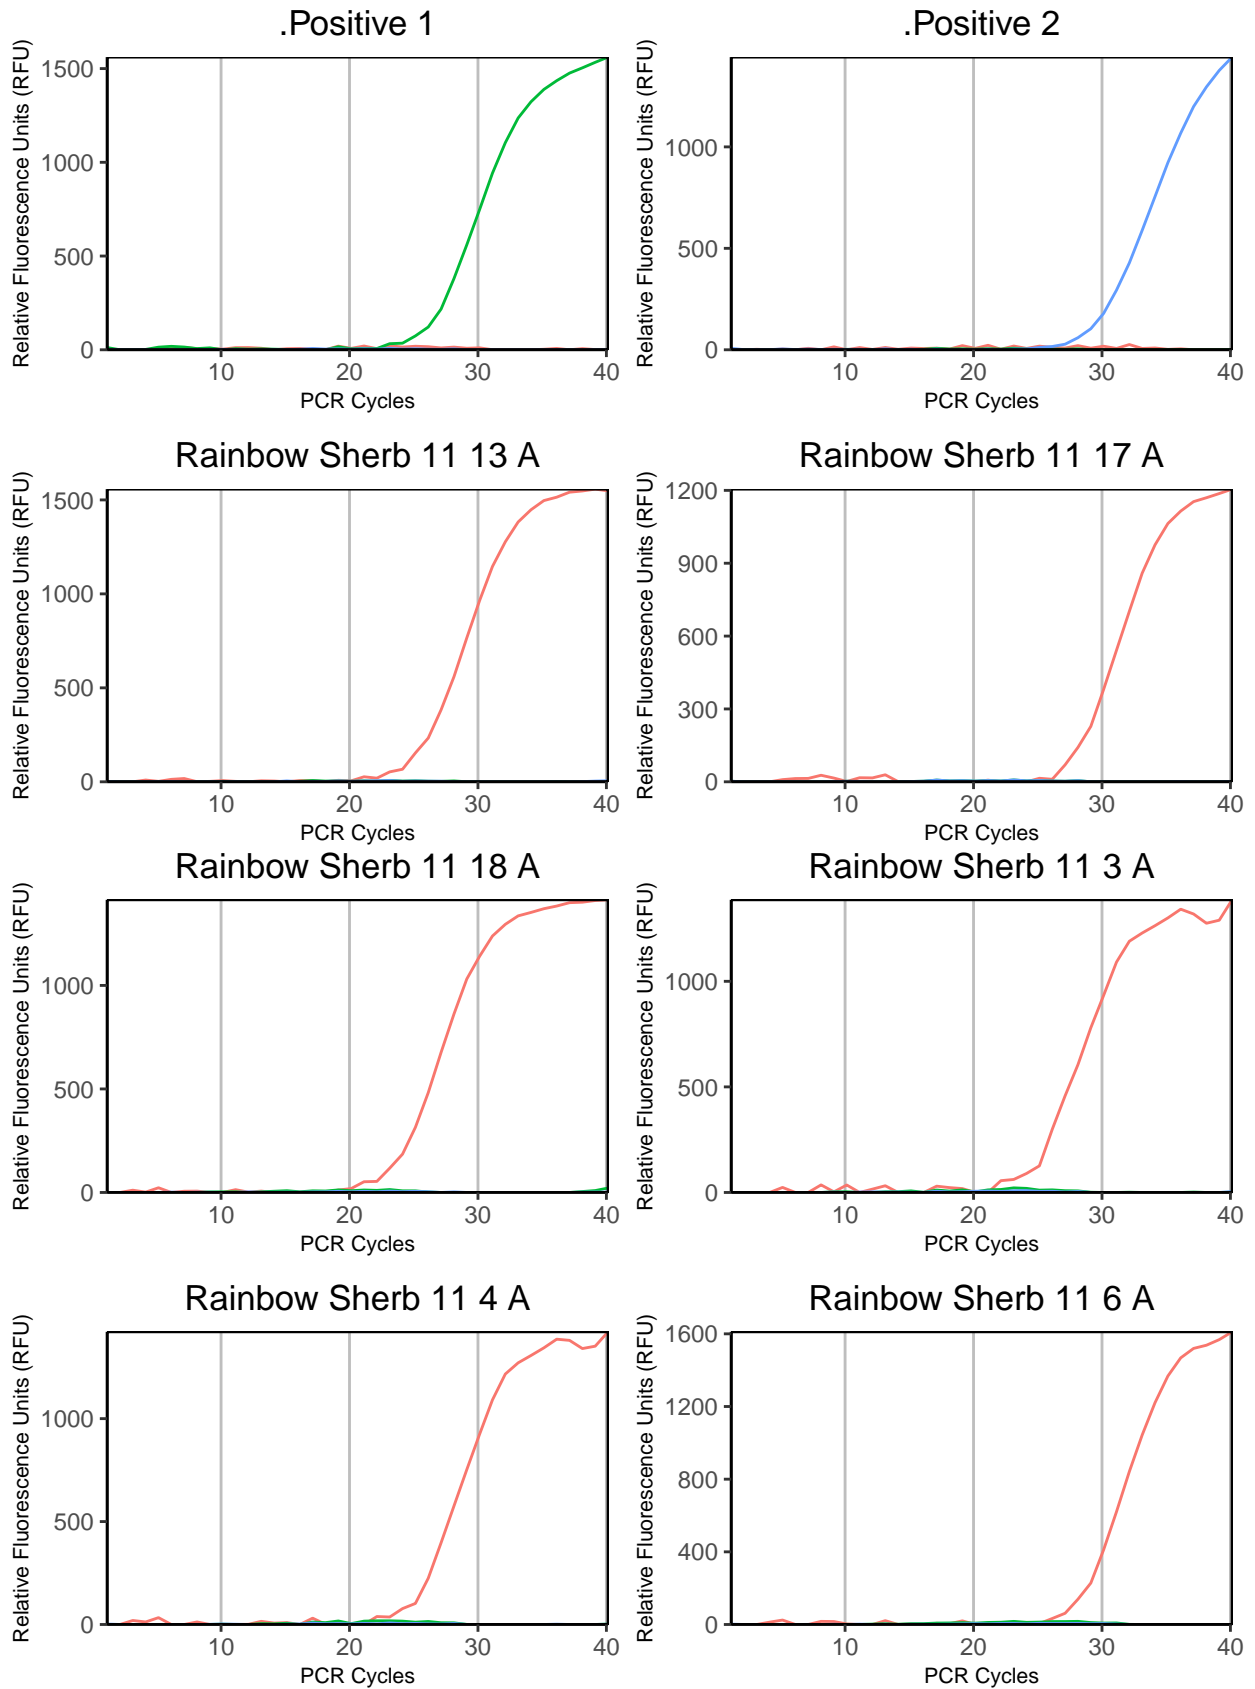 .Positive 1
Relative Fluorescence Units (RFU)
1500
1000
500
0
10 20 30 40
PCR Cycles
.Positive 2
Relative Fluorescence Units (RFU)
1000
500
0
10 20 30 40
PCR Cycles
Rainbow Sherb 11 13 A
Relative Fluorescence Units (RFU)
1500
1000
500
0
10 20 30 40
PCR Cycles
Rainbow Sherb 11 17 A
Relative Fluorescence Units (RFU)
1200
900
600
300
0
10 20 30 40
PCR Cycles
Rainbow Sherb 11 18 A
Relative Fluorescence Units (RFU)
1000
500
0
10 20 30 40
PCR Cycles
Rainbow Sherb 11 3 A
Relative Fluorescence Units (RFU)
1000
500
0
10 20 30 40
PCR Cycles
Rainbow Sherb 11 4 A
Relative Fluorescence Units (RFU)
1000
500
0
10 20 30 40
PCR Cycles
Rainbow Sherb 11 6 A
Relative Fluorescence Units (RFU)
1600
1200
800
400
0
10 20 30 40
PCR Cycles